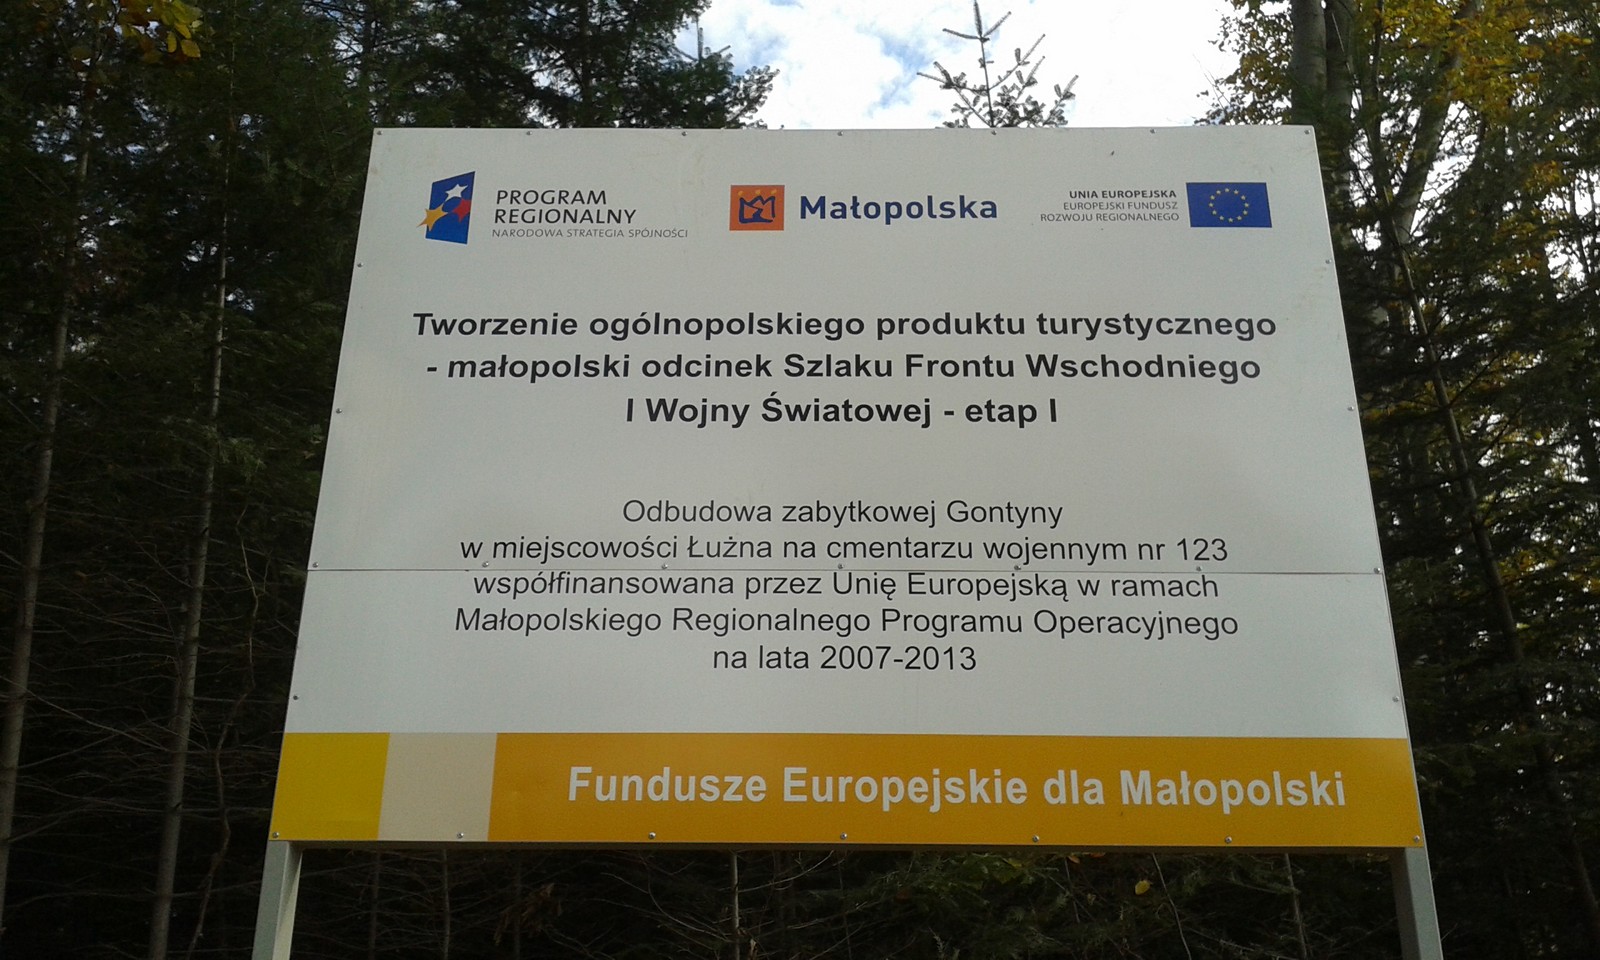 PROGRAM
REGIONALNY
NARODOWA STRATEGIA SPÓJNOŚCI
Małopolska
UNIA EUROPEJSKA
EUROPEJSKI FUNDUSZ
ROZWOJU REGIONALNEGO
Tworzenie ogólnopolskiego produktu turystycznego
- małopolski odcinek Szlaku Frontu Wschodniego
I Wojny Światowej - etap I
Odbudowa zabytkowej Gontyny
w miejscowości Łużna na cmentarzu wojennym nr 123
współfinansowana przez Unię Europejską w ramach
Małopolskiego Regionalnego Programu Operacyjnego
na lata 2007-2013
Fundusze Europejskie dla Małopolski